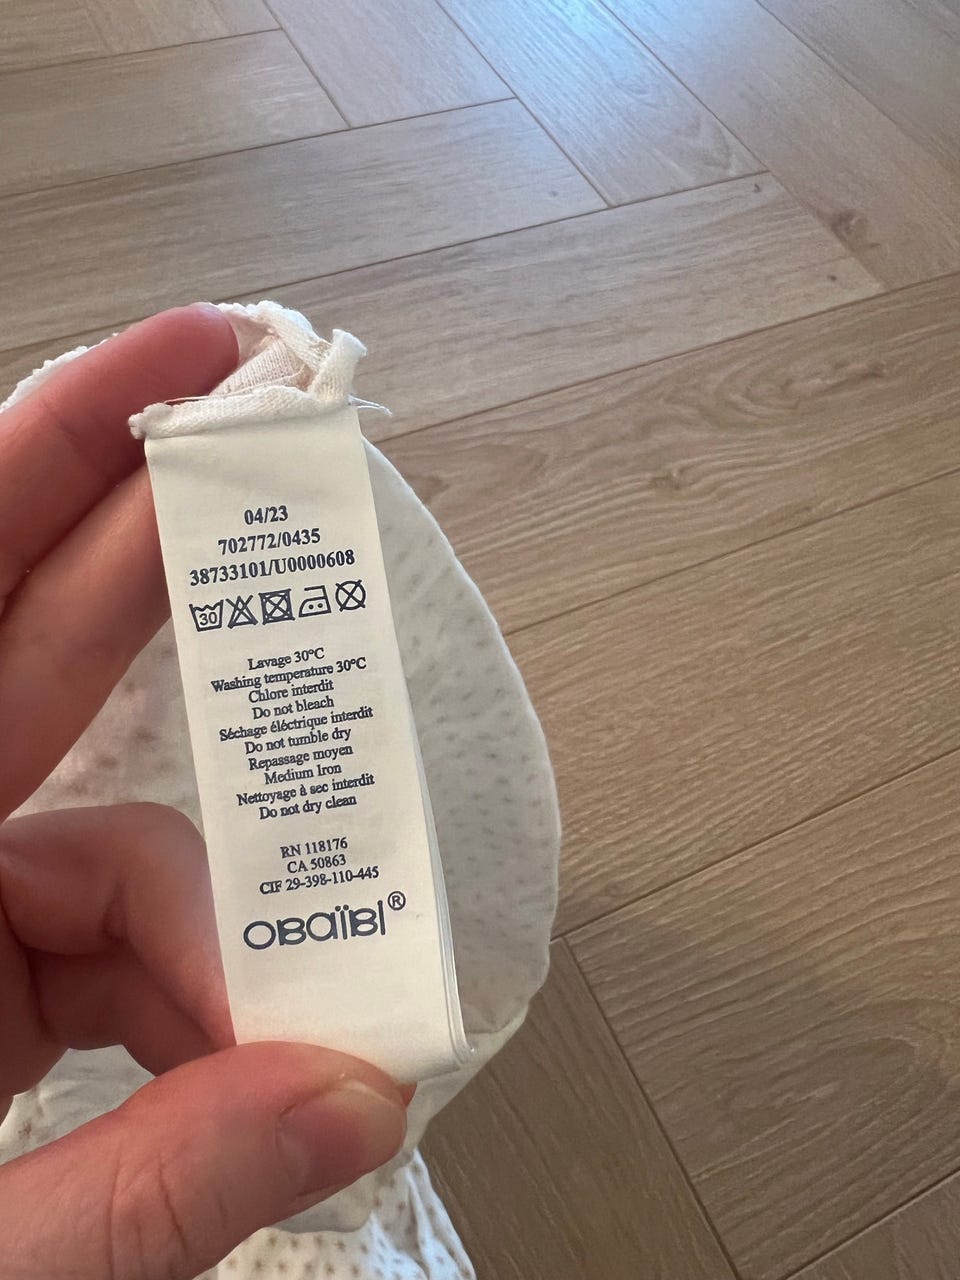 04/23
702772/0435
38733101/U0000608
30
Lavage 30°C
Washing temperature 30°C
Chlore interdit
Do not bleach
Séchage éléctrique interdit
Do not tumble dry
Repassage moyen
Medium Iron
Nettoyage à sec interdit
Do not dry clean
RN 118176
CA 50863
CIF 29-398-110-445
OBaïBI®